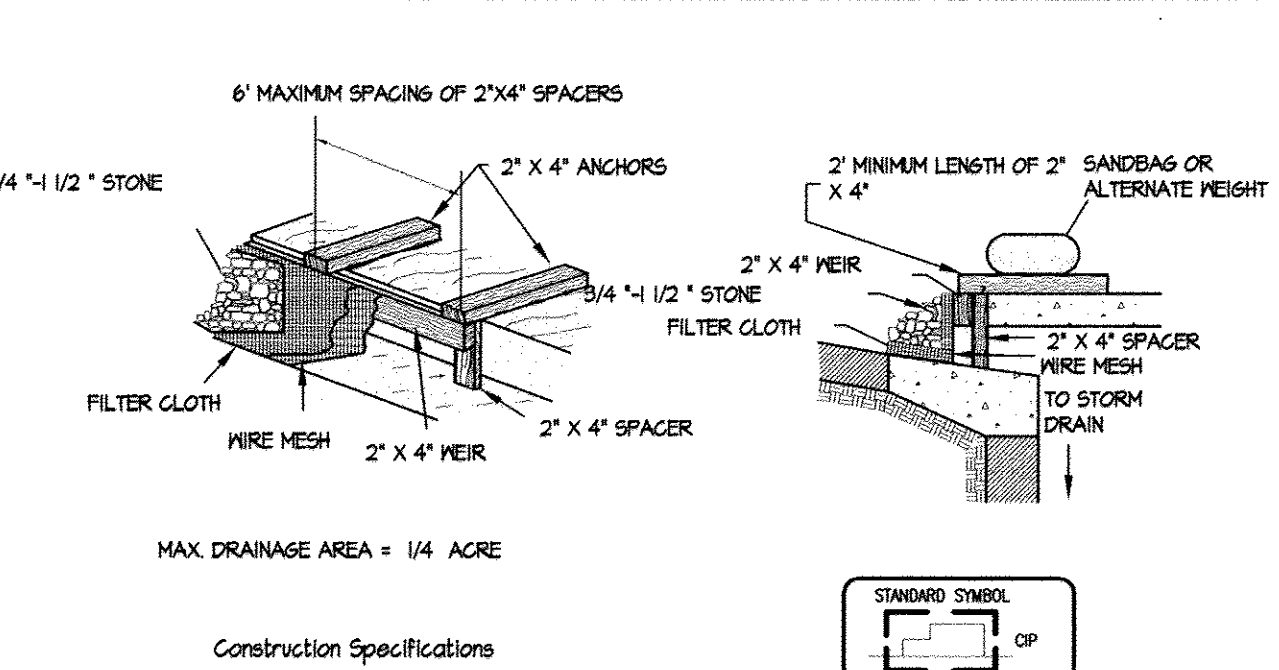 6' MAXIMUM SPACING OF 2"X4" SPACERS
2" X 4" ANCHORS
/4 "-1 1/2 " STONE
FILTER CLOTH
WIRE MESH
2" X 4" WEIR
2" X 4" SPACER
2' MINIMUM LENGTH OF 2"
X 4"
SANDBAG OR
ALTERNATE WEIGHT
2" X 4" WEIR
3/4 "-1 1/2 " STONE
FILTER CLOTH
2" X 4" SPACER
WIRE MESH
TO STORM
DRAIN
MAX. DRAINAGE AREA = 1/4 ACRE
STANDARD SYMBOL
CIP
Construction Specifications